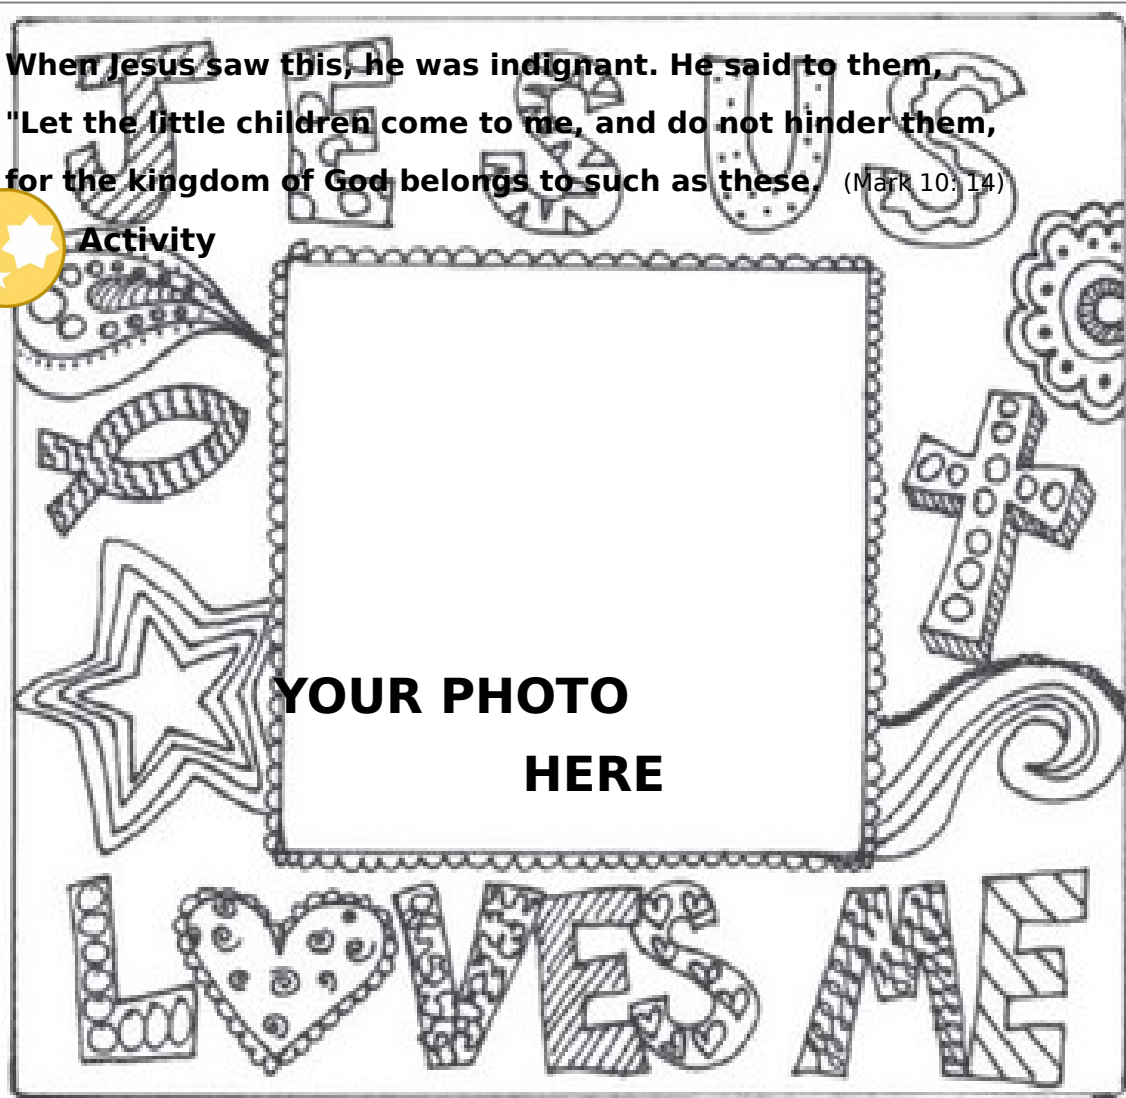 When Jesus saw this, he was indignant. He said to them,
"Let the little children come to me, and do not hinder them,
for the kingdom of God belongs to such as these. (Mark 10: 14)
Activity
JESUS
YOUR PHOTO
HERE
LOVES ME